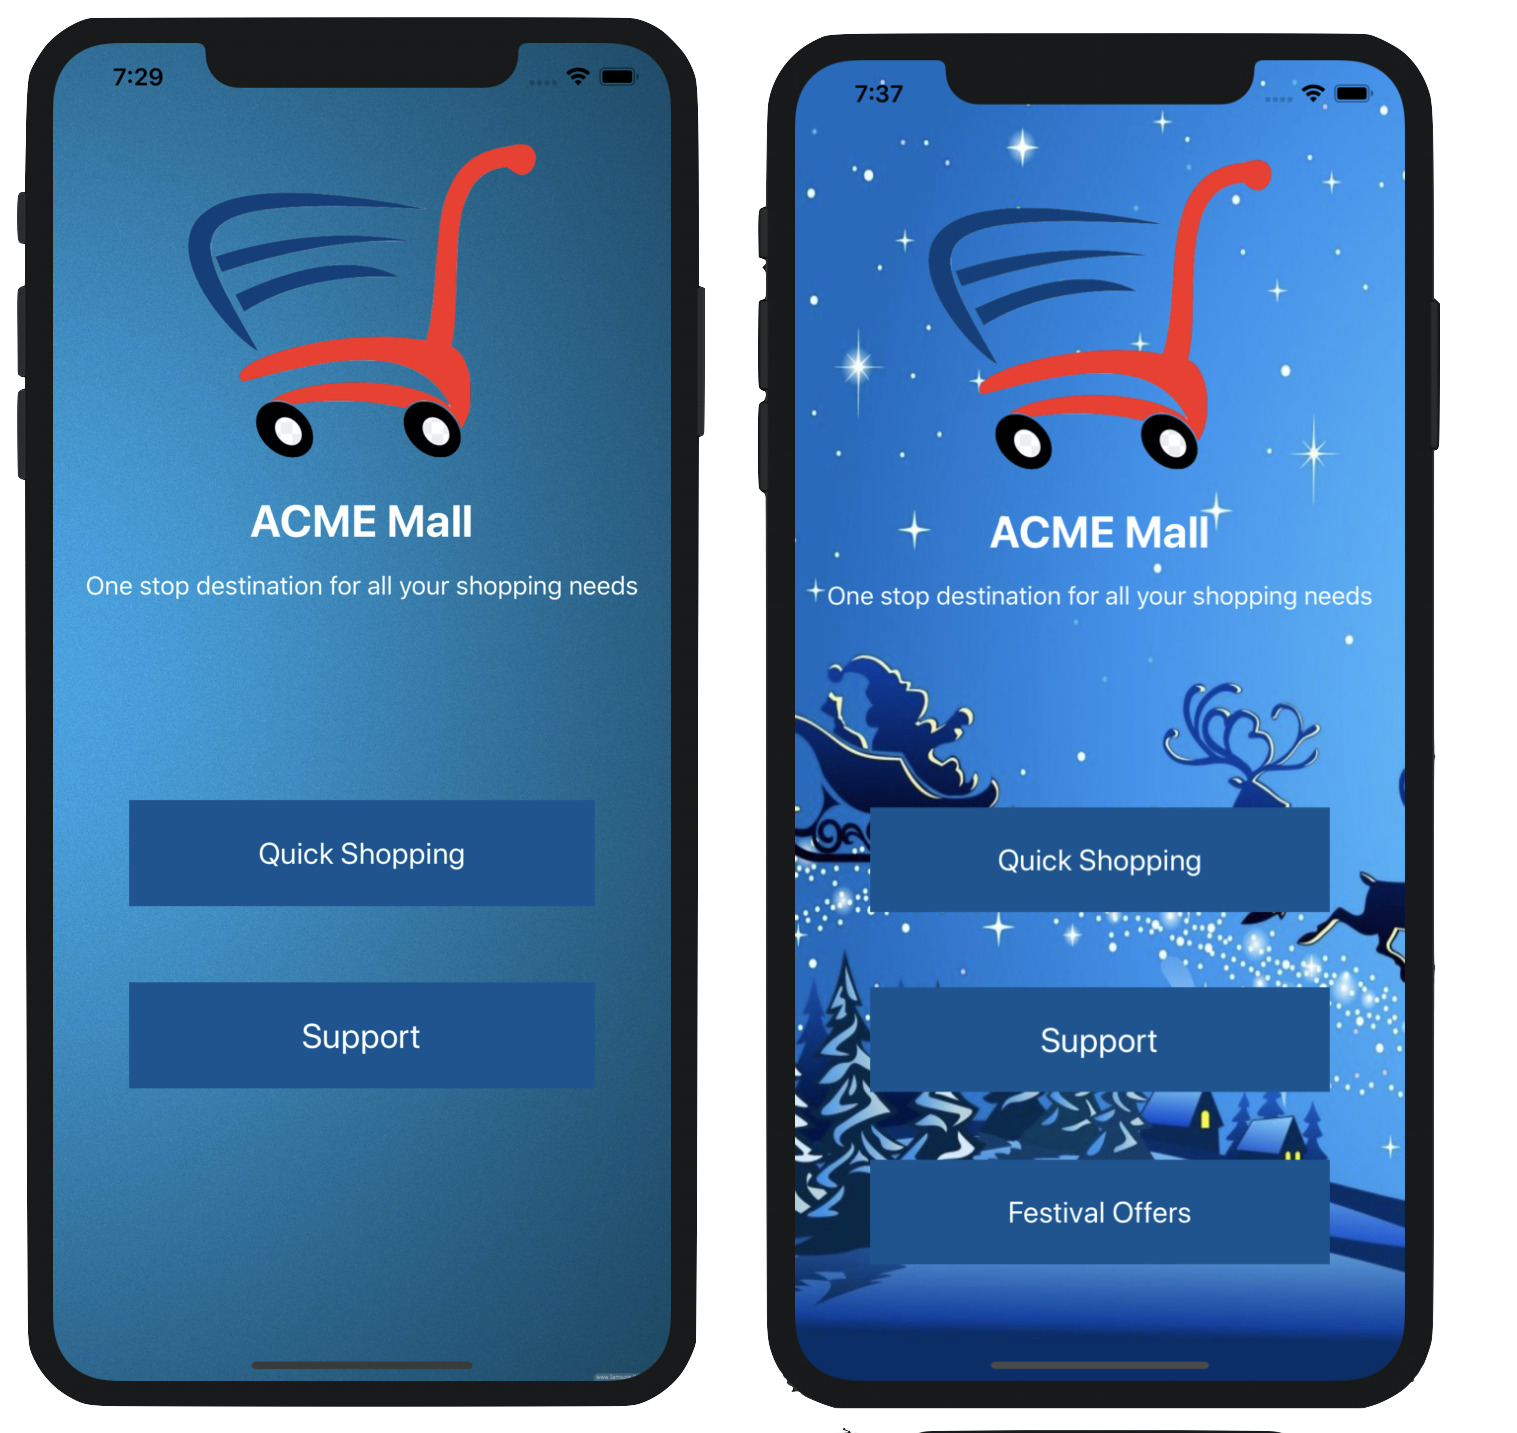 7:29
ACME Mall
One stop destination for all your shopping needs
Quick Shopping
Support
7:37
ACME Mall
One stop destination for all your shopping needs
Quick Shopping
Support
Festival Offers